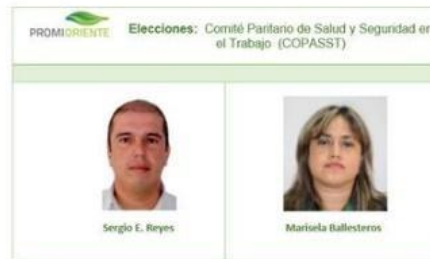 PROMIORIENTE
Elecciones: Comité Paritario de Salud y Seguridad en
el Trabajo (COPASST)
Sergio E. Reyes
Marisela Ballesteros